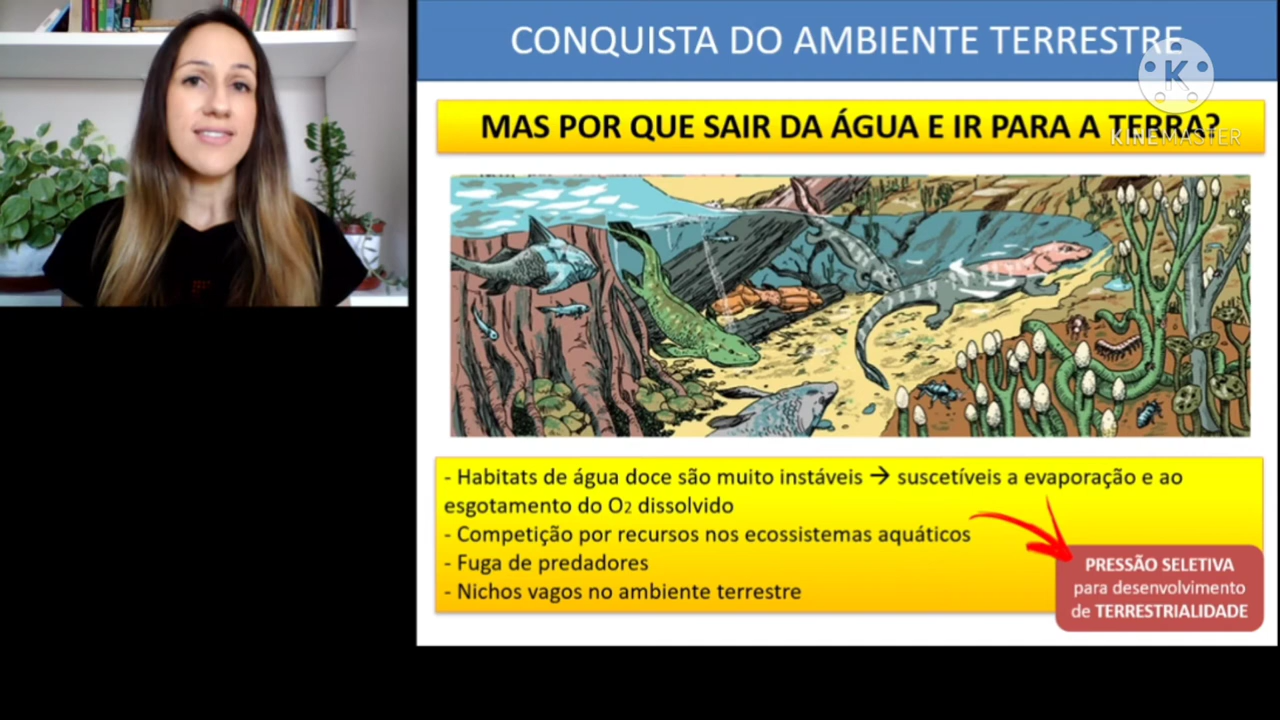 CONQUISTA DO AMBIENTE TERRESTRE
K
KINEMASTER
MAS POR QUE SAIR DA ÁGUA E IR PARA A TERRA?
- Habitats de água doce são muito instáveis → suscetíveis a evaporação e ao
esgotamento do O2 dissolvido
- Competição por recursos nos ecossistemas aquáticos
- Fuga de predadores
- Nichos vagos no ambiente terrestre
PRESSÃO SELETIVA
para desenvolvimento
de TERRESTRIALIDADE